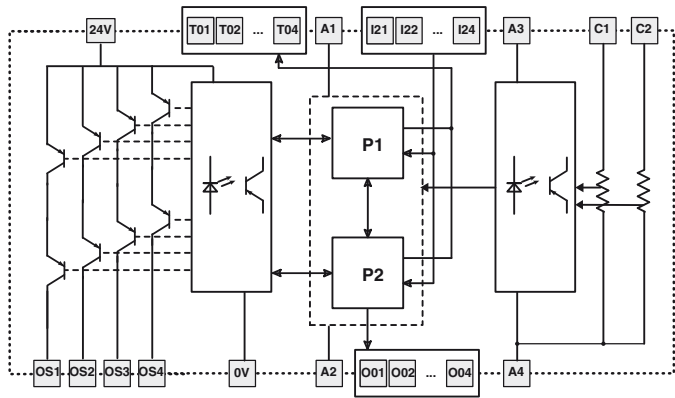 24V T01 T02 ... T04 A1 I21 I22 ... I24 A3 C1 C2
P1
P2
OS1 OS2 OS3 OS4 0V A2 O01 O02 ... O04 A4